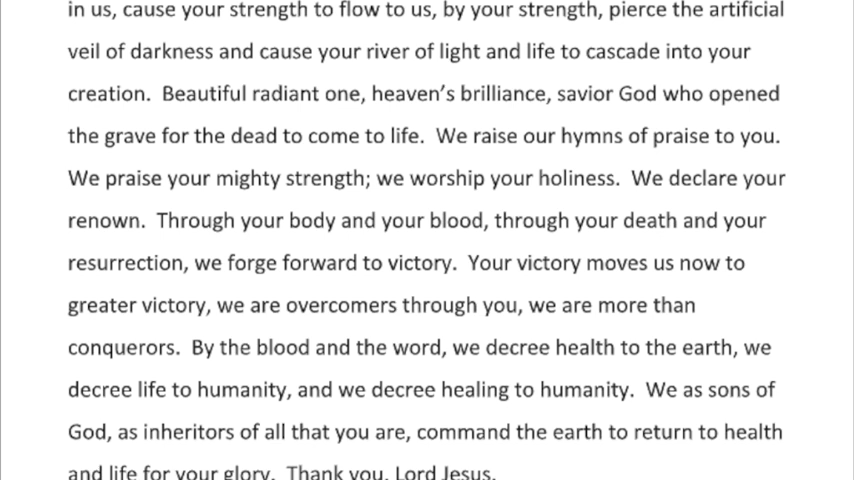 in us, cause your strength to flow to us, by your strength, pierce the artificial
veil of darkness and cause your river of light and life to cascade into your
creation.  Beautiful radiant one, heaven’s brilliance, savior God who opened
the grave for the dead to come to life.  We raise our hymns of praise to you.
We praise your mighty strength; we worship your holiness.  We declare your
renown.  Through your body and your blood, through your death and your
resurrection, we forge forward to victory.  Your victory moves us now to
greater victory, we are overcomers through you, we are more than
conquerors.  By the blood and the word, we decree health to the earth, we
decree life to humanity, and we decree healing to humanity.  We as sons of
God, as inheritors of all that you are, command the earth to return to health
and life for your glory.  Thank you, Lord Jesus.